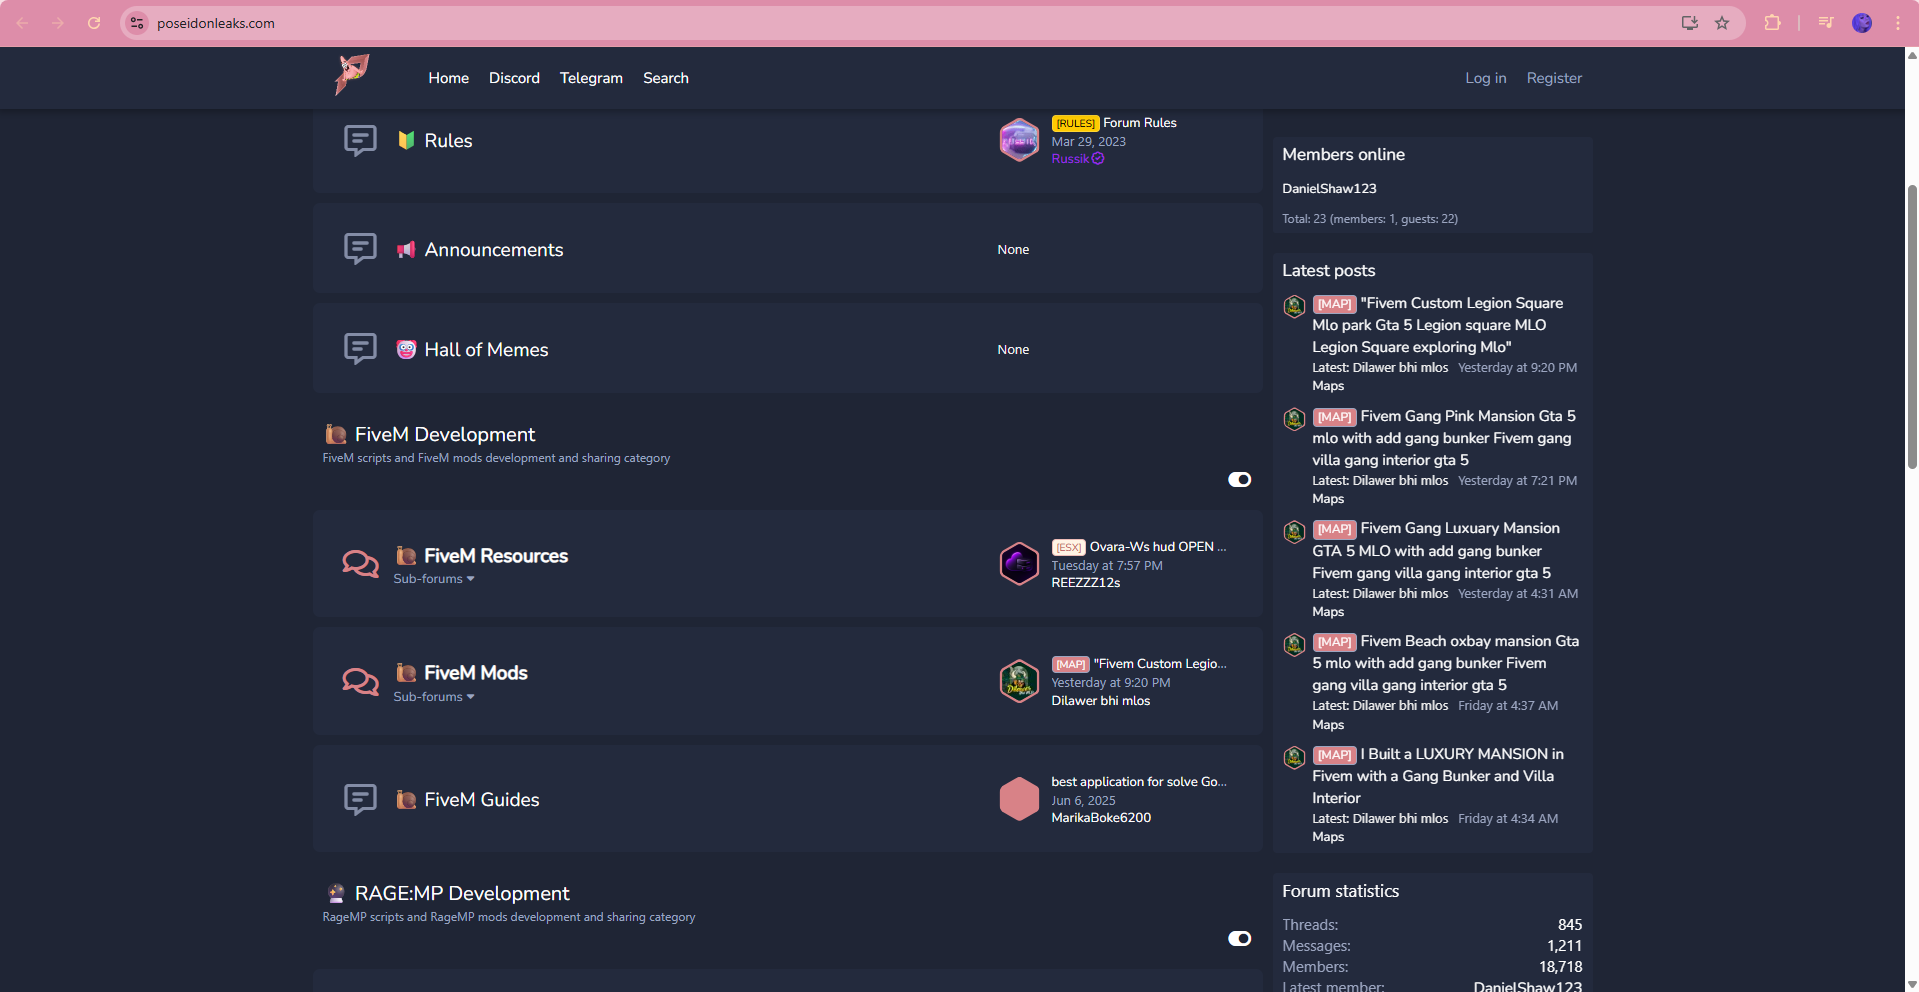 poseidonleaks.com
Home Discord Telegram Search Log in Register
Rules
[RULES] Forum Rules
Mar 29, 2023
Russik
Announcements
None
Hall of Memes
None
FiveM Development
FiveM scripts and FiveM mods development and sharing category
FiveM Resources
Sub-forums
[ESX] Ovara-Ws hud OPEN ...
Tuesday at 7:57 PM
REEZZZ12s
FiveM Mods
Sub-forums
[MAP] "Fivem Custom Legio...
Yesterday at 9:20 PM
Dilawer bhi mlos
FiveM Guides
best application for solve Go...
Jun 6, 2025
MarikaBoke6200
RAGE:MP Development
RageMP scripts and RageMP mods development and sharing category
Members online
DanielShaw123
Total: 23 (members: 1, guests: 22)
Latest posts
[MAP] "Fivem Custom Legion Square
Mlo park Gta 5 Legion square MLO
Legion Square exploring Mlo"
Latest: Dilawer bhi mlos Yesterday at 9:20 PM
Maps
[MAP] Fivem Gang Pink Mansion Gta 5
mlo with add gang bunker Fivem gang
villa gang interior gta 5
Latest: Dilawer bhi mlos Yesterday at 7:21 PM
Maps
[MAP] Fivem Gang Luxuary Mansion
GTA 5 MLO with add gang bunker
Fivem gang villa gang interior gta 5
Latest: Dilawer bhi mlos Yesterday at 4:31 AM
Maps
[MAP] Fivem Beach oxbay mansion Gta
5 mlo with add gang bunker Fivem
gang villa gang interior gta 5
Latest: Dilawer bhi mlos Friday at 4:37 AM
Maps
[MAP] I Built a LUXURY MANSION in
Fivem with a Gang Bunker and Villa
Interior
Latest: Dilawer bhi mlos Friday at 4:34 AM
Maps
Forum statistics
Threads: 845
Messages: 1,211
Members: 18,718
Latest member: DanielShaw123